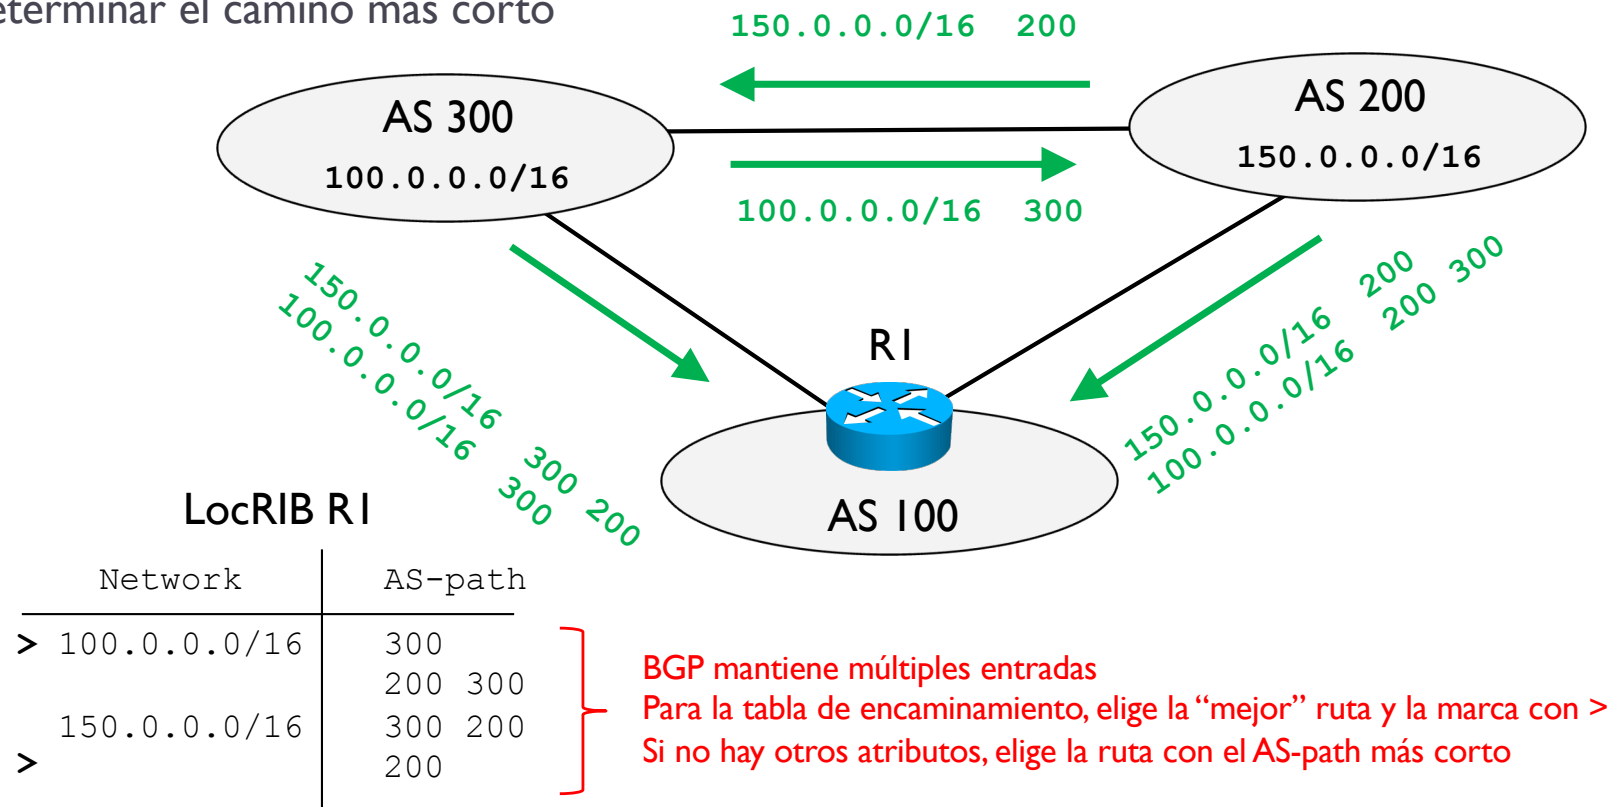 eterminar el camino más corto
150.0.0.0/16 200
AS 300
100.0.0.0/16
AS 200
150.0.0.0/16
100.0.0.0/16 300
150.0.0.0/16 300 200
100.0.0.0/16 300
150.0.0.0/16 200
100.0.0.0/16 200 300
R1
AS 100
LocRIB R1
Network AS-path
> 100.0.0.0/16 300
200 300
150.0.0.0/16 300 200
> 200
BGP mantiene múltiples entradas
Para la tabla de encaminamiento, elige la “mejor” ruta y la marca con >
Si no hay otros atributos, elige la ruta con el AS-path más corto